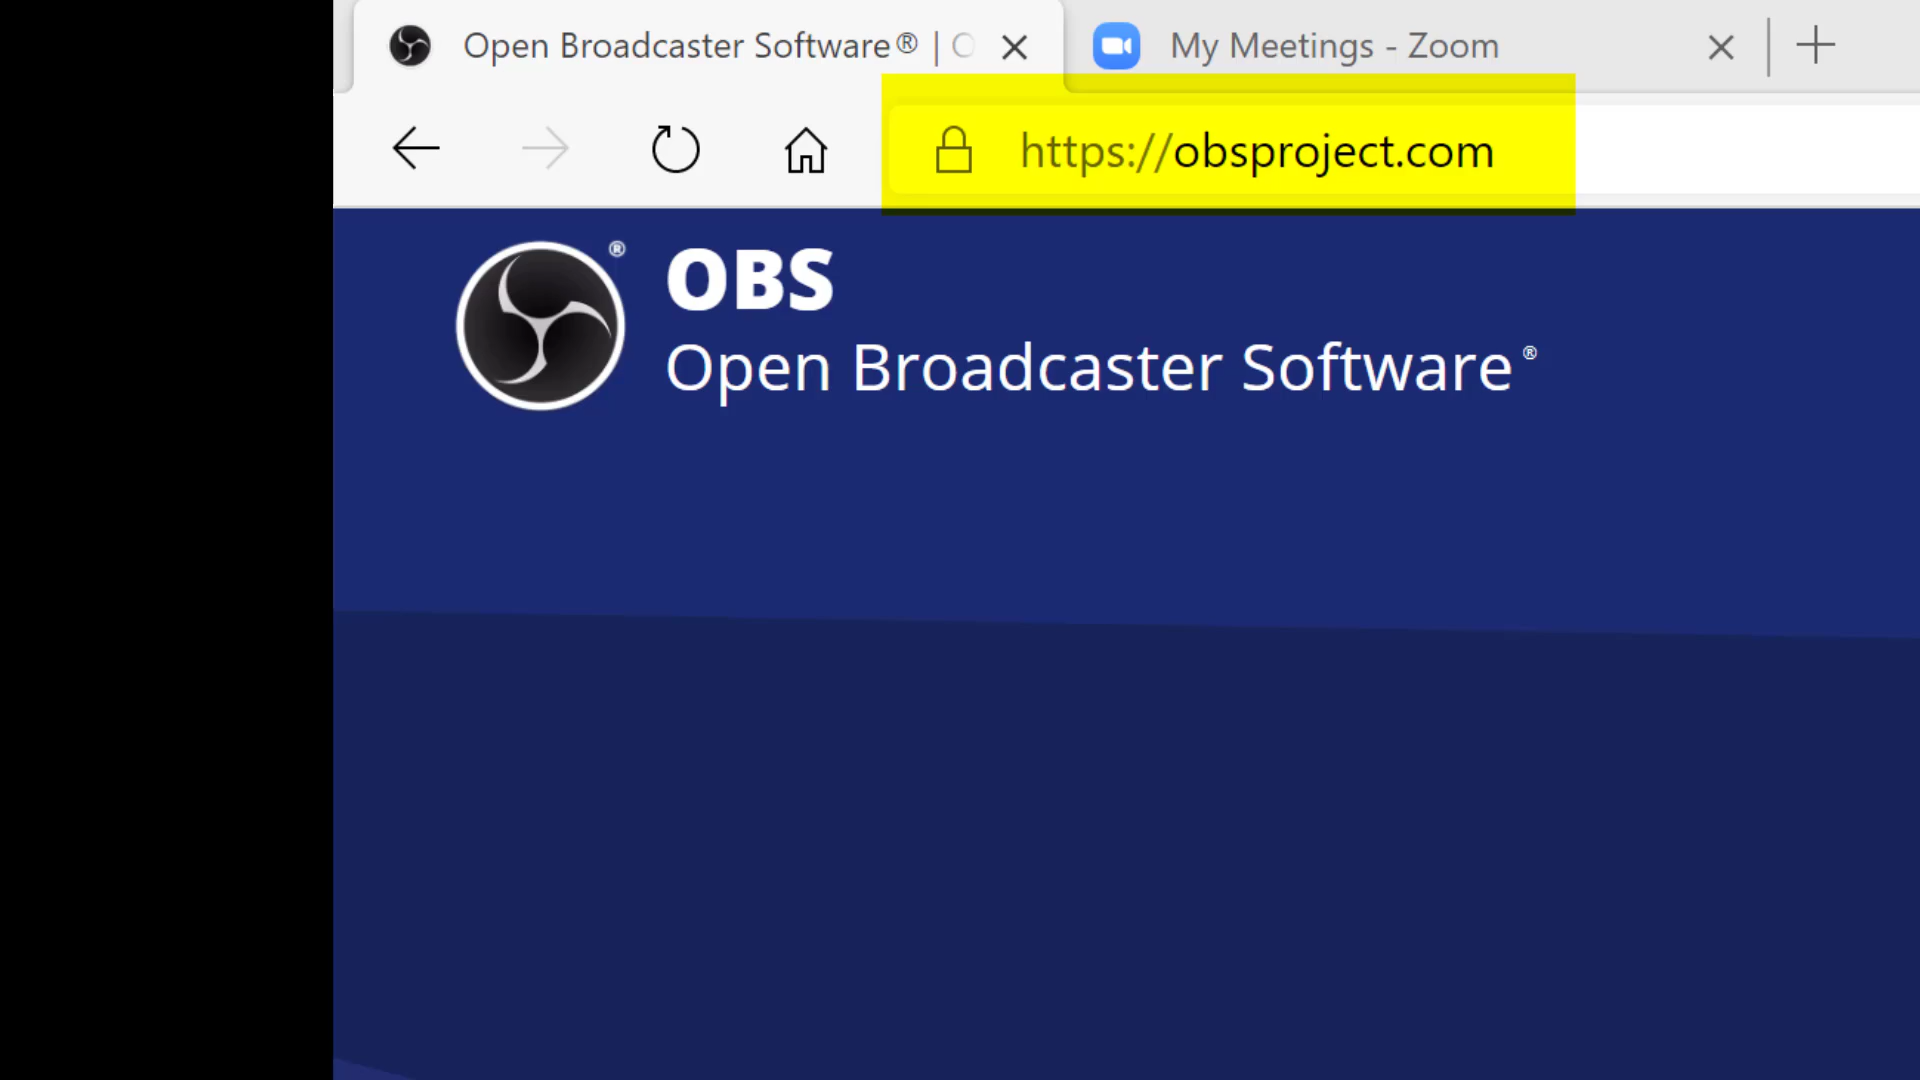 Open Broadcaster Software® | O
My Meetings - Zoom
https://obsproject.com
OBS
Open Broadcaster Software®